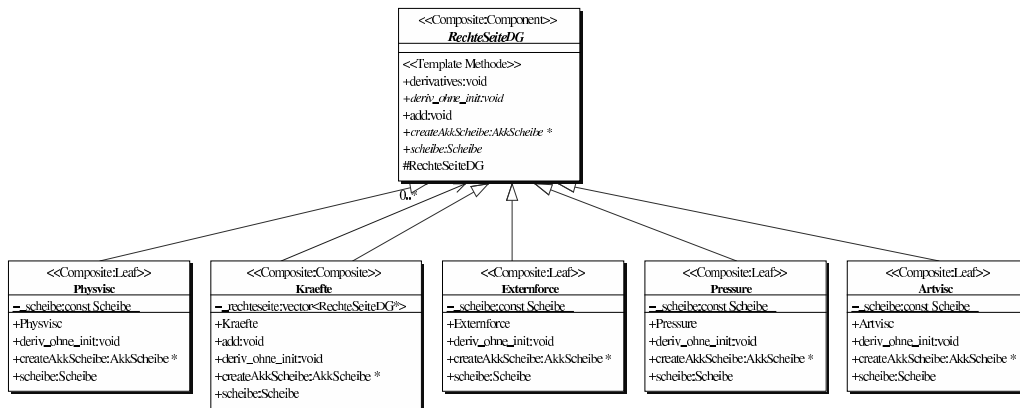 <<Composite:Component>>
RechteSeiteDG
<<Template Methode>>
+derivatives:void
+deriv_ohne_init:void
+add:void
+createAkkScheibe:AkkScheibe *
+scheibe:Scheibe
#RechteSeiteDG
0..*
<<Composite:Leaf>>
Physvisc
-_scheibe:const Scheibe
+Physvisc
+deriv_ohne_init:void
+createAkkScheibe:AkkScheibe *
+scheibe:Scheibe
<<Composite:Composite>>
Kraefte
-_rechteseite:vector<RechteSeiteDG*>
+Kraefte
+add:void
+deriv_ohne_init:void
+createAkkScheibe:AkkScheibe *
+scheibe:Scheibe
<<Composite:Leaf>>
Externforce
-_scheibe:const Scheibe
+Externforce
+deriv_ohne_init:void
+createAkkScheibe:AkkScheibe *
+scheibe:Scheibe
<<Composite:Leaf>>
Pressure
-_scheibe:const Scheibe
+Pressure
+deriv_ohne_init:void
+createAkkScheibe:AkkScheibe *
+scheibe:Scheibe
<<Composite:Leaf>>
Artvisc
-_scheibe:const Scheibe
+Artvisc
+deriv_ohne_init:void
+createAkkScheibe:AkkScheibe *
+scheibe:Scheibe